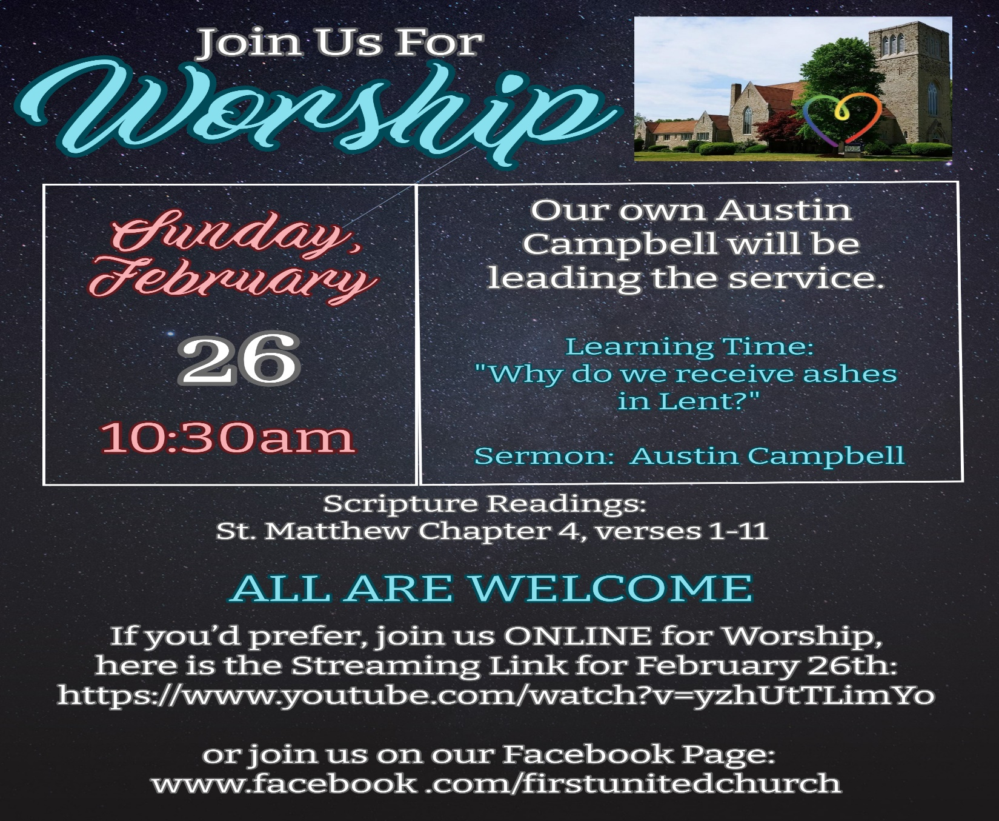 Join Us For
Worship
Sunday,
February
26
10:30am
Our own Austin
Campbell will be
leading the service.
Learning Time:
"Why do we receive ashes
in Lent?"
Sermon: Austin Campbell
Scripture Readings:
St. Matthew Chapter 4, verses 1-11
ALL ARE WELCOME
If you’d prefer, join us ONLINE for Worship,
here is the Streaming Link for February 26th:
https://www.youtube.com/watch?v=yzhUtTLimYo
or join us on our Facebook Page:
www.facebook .com/firstunitedchurch